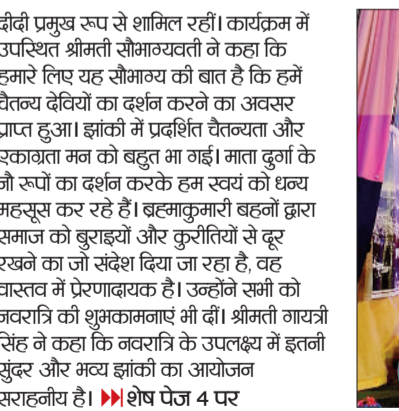 दीदी प्रमुख रूप से शामिल रहीं। कार्यक्रम में
उपस्थित श्रीमती सौभाग्यवती ने कहा कि
हमारे लिए यह सौभाग्य की बात है कि हमें
चैतन्य देवियों का दर्शन करने का अवसर
प्राप्त हुआ। झांकी में प्रदर्शित चैतन्यता और
एकाग्रता मन को बहुत भा गई। माता दुर्गा के
नौ रूपों का दर्शन करके हम स्वयं को धन्य
महसूस कर रहे हैं। ब्रह्माकुमारी बहनों द्वारा
समाज को बुराइयों और कुरीतियों से दूर
रखने का जो संदेश दिया जा रहा है, वह
वास्तव में प्रेरणादायक है। उन्होंने सभी को
नवरात्रि की शुभकामनाएं भी दीं। श्रीमती गायत्री
सिंह ने कहा कि नवरात्रि के उपलक्ष्य में इतनी
सुंदर और भव्य झांकी का आयोजन
सराहनीय है। शेष पेज 4 पर